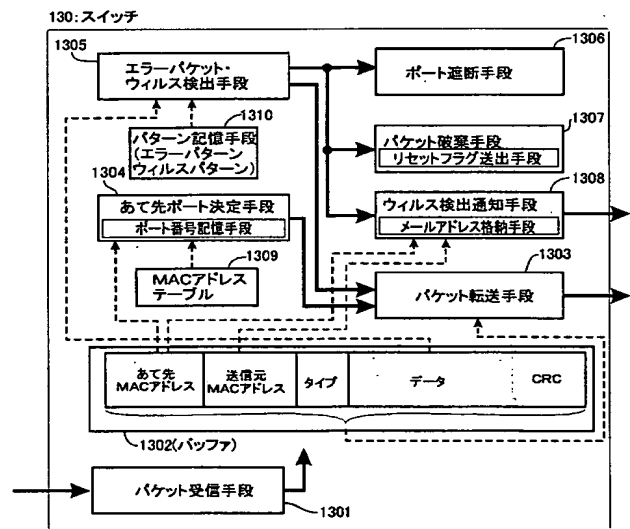 130:スイッチ
1305
エラーパケット・
ウィルス検出手段
1306
ポート遮断手段
1310
パターン記憶手段
(エラーパターン
ウィルスパターン)
1307
パケット破棄手段
リセットフラグ送出手段
1304
あて先ポート決定手段
ポート番号記憶手段
1308
ウィルス検出通知手段
メールアドレス格納手段
1309
MACアドレス
テーブル
1303
パケット転送手段
あて先
MACアドレス
送信元
MACアドレス
タイプ
データ
CRC
1302(バッファ)
パケット受信手段
1301